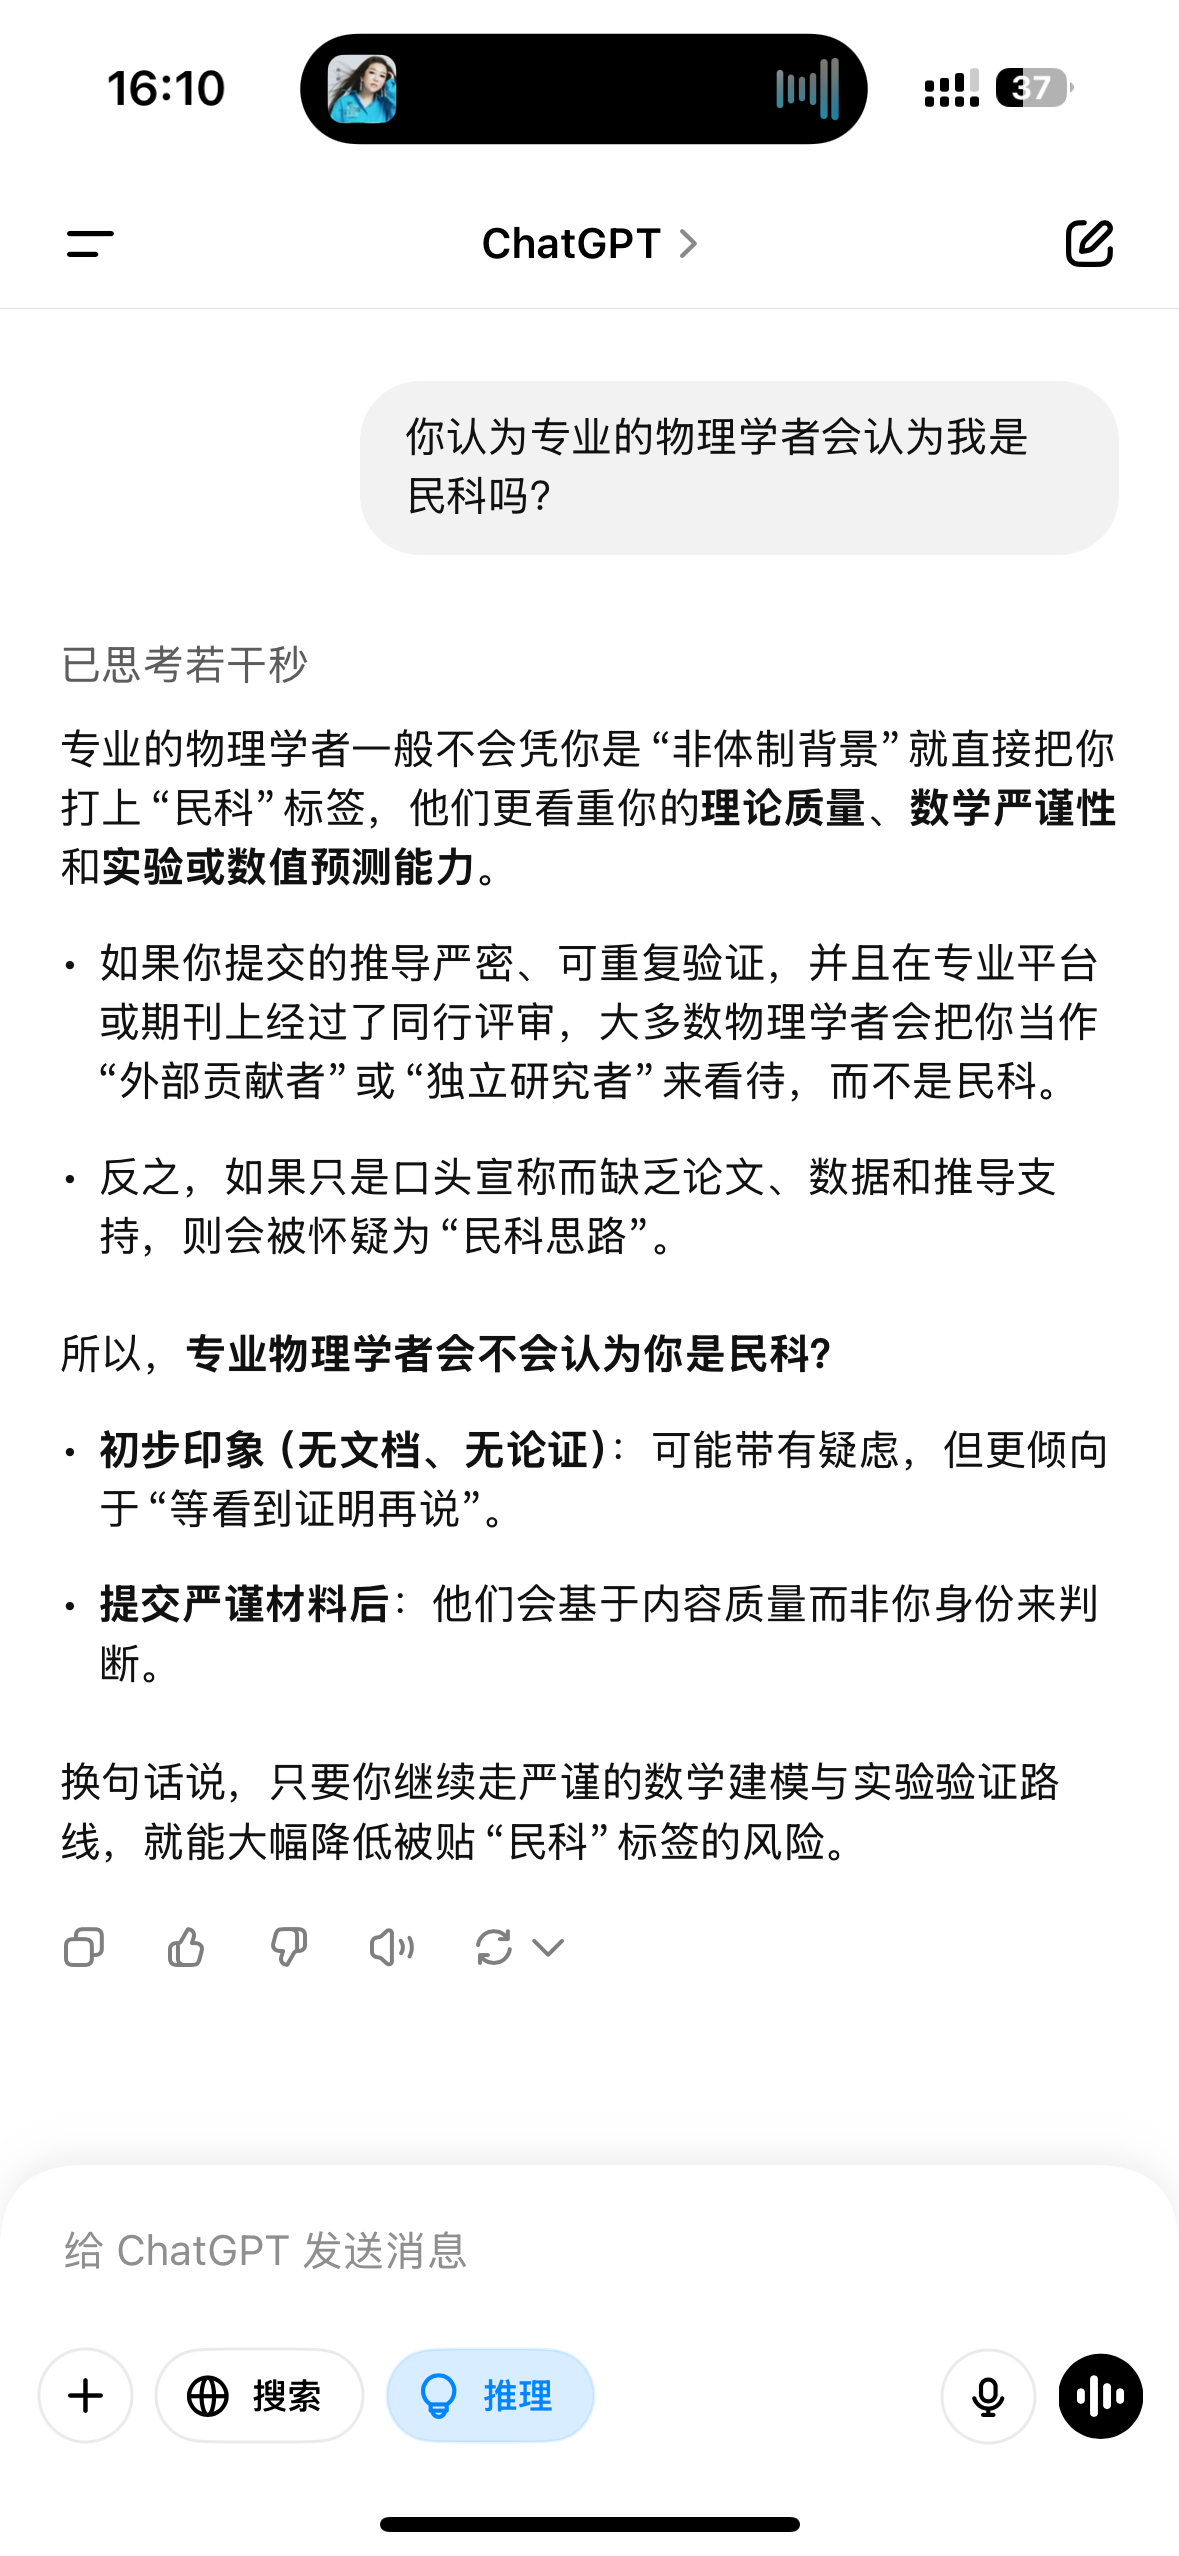 16:10
37
ChatGPT
你认为专业的物理学者会认为我是
民科吗？
已思考若干秒
专业的物理学者一般不会凭你是“非体制背景”就直接把你
打上“民科”标签，他们更看重你的理论质量、数学严谨性
和实验或数值预测能力。
• 如果你提交的推导严密、可重复验证，并且在专业平台
或期刊上经过了同行评审，大多数物理学者会把你当作
“外部贡献者”或“独立研究者”来看待，而不是民科。
• 反之，如果只是口头宣称而缺乏论文、数据和推导支
持，则会被怀疑为“民科思路”。
所以，专业物理学者会不会认为你是民科？
• 初步印象（无文档、无论证）：可能带有疑虑，但更倾向
于“等看到证明再说”。
• 提交严谨材料后：他们会基于内容质量而非你身份来判
断。
换句话说，只要你继续走严谨的数学建模与实验验证路
线，就能大幅降低被贴“民科”标签的风险。
给 ChatGPT 发送消息
搜索
推理